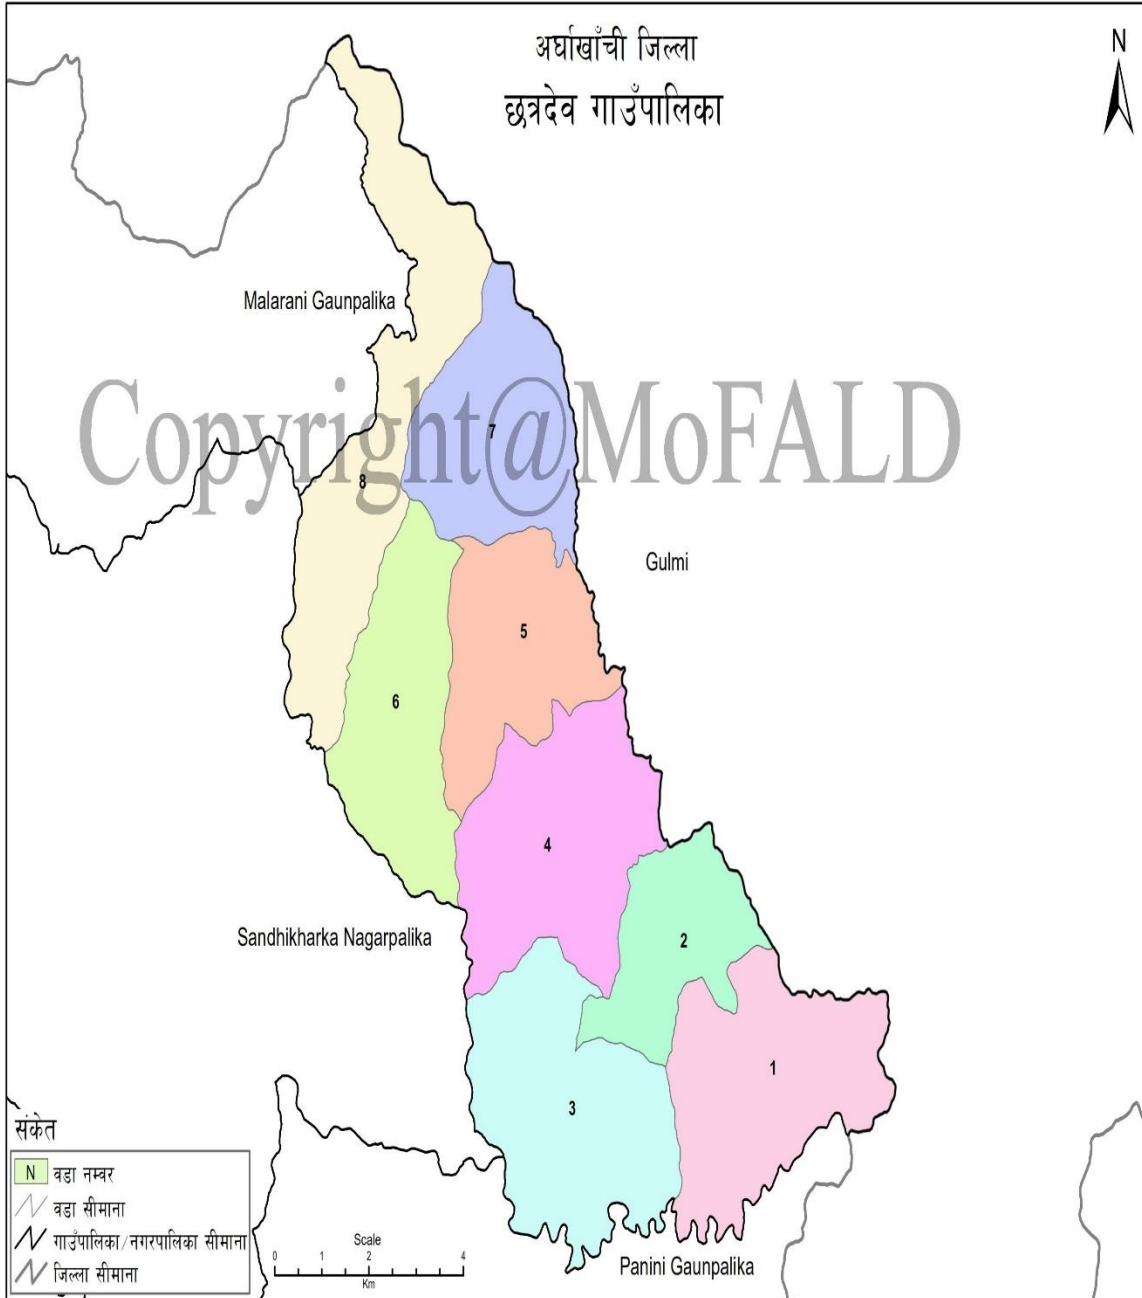 अर्घाखाँची जिल्ला
छत्रदेव गाउँपालिका
N
Malarani Gaunpalika
Copyright@MoFALD
7
8
Gulmi
5
6
4
Sandhikharka Nagarpalika
2
1
3
संकेत
N वडा नम्बर
वडा सीमाना
गाउँपालिका/नगरपालिका सीमाना
जिल्ला सीमाना
Scale
0 1 2 4
Km
Panini Gaunpalika